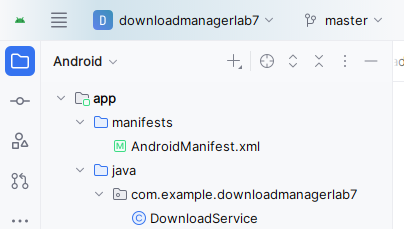 D downloadmanagerlab7 master
Android
app
manifests
M AndroidManifest.xml
java
com.example.downloadmanagerlab7
C DownloadService